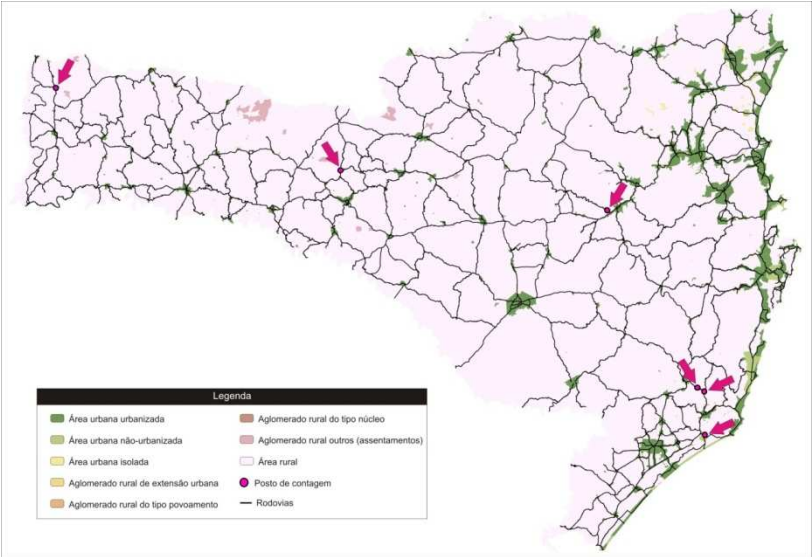 Legenda
Área urbana urbanizada
Área urbana não-urbanizada
Área urbana isolada
Aglomerado rural de extensão urbana
Aglomerado rural do tipo povoamento
Aglomerado rural do tipo núcleo
Aglomerado rural outros (assentamentos)
Área rural
Posto de contagem
Rodovias